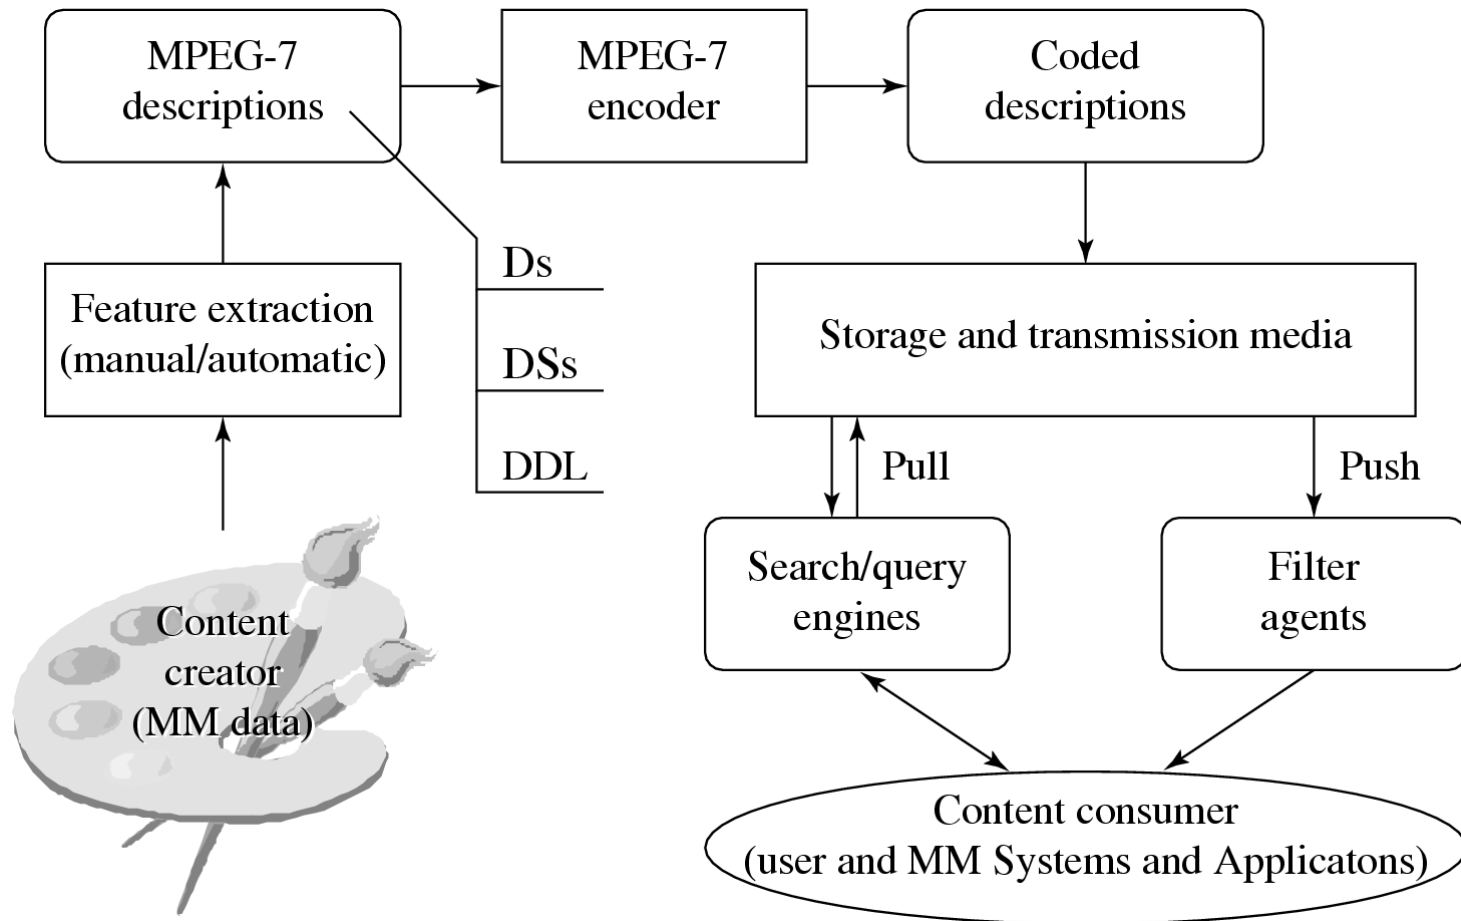 MPEG-7
descriptions
MPEG-7
encoder
Coded
descriptions
Ds
DSs
DDL
Feature extraction
(manual/automatic)
Storage and transmission media
Pull
Push
Content
creator
(MM data)
Search/query
engines
Filter
agents
Content consumer
(user and MM Systems and Applicatons)